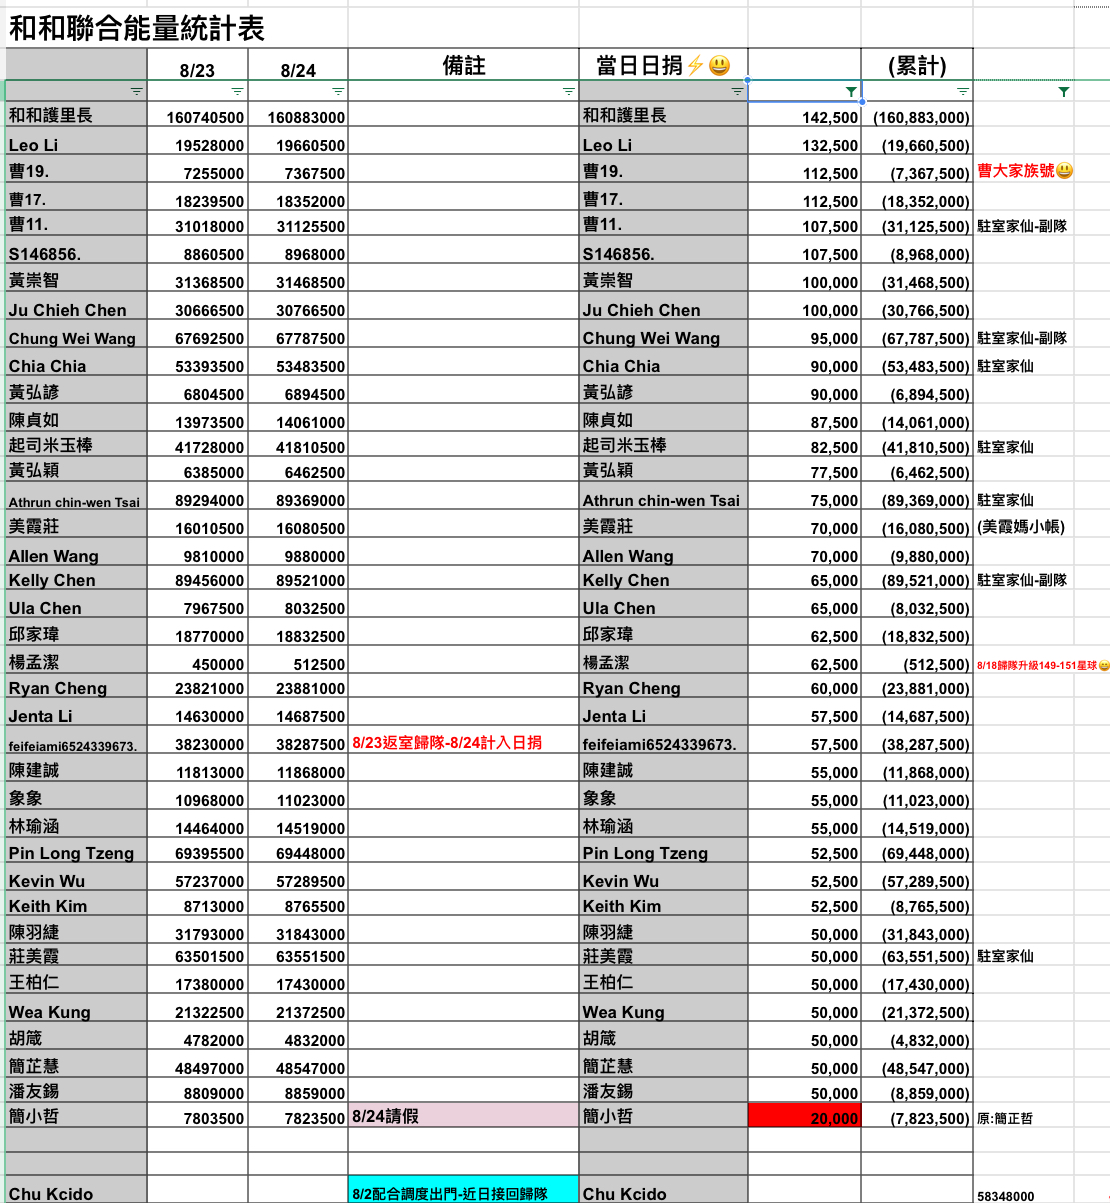 和和聯合能量統計表
8/23 8/24 備註 當日日捐⚡😃 (累計)
和和護里長 160740500 160883000 和和護里長 142,500 (160,883,000)
Leo Li 19528000 19660500 Leo Li 132,500 (19,660,500)
曹19. 7255000 7367500 曹19. 112,500 (7,367,500) 曹大家族號😃
曹17. 18239500 18352000 曹17. 112,500 (18,352,000)
曹11. 31018000 31125500 曹11. 107,500 (31,125,500) 駐室家仙-副隊
S146856. 8860500 8968000 S146856. 107,500 (8,968,000)
黃崇智 31368500 31468500 黃崇智 100,000 (31,468,500)
Ju Chieh Chen 30666500 30766500 Ju Chieh Chen 100,000 (30,766,500)
Chung Wei Wang 67692500 67787500 Chung Wei Wang 95,000 (67,787,500) 駐室家仙-副隊
Chia Chia 53393500 53483500 Chia Chia 90,000 (53,483,500) 駐室家仙
黃弘諺 6804500 6894500 黃弘諺 90,000 (6,894,500)
陳貞如 13973500 14061000 陳貞如 87,500 (14,061,000)
起司米玉棒 41728000 41810500 起司米玉棒 82,500 (41,810,500) 駐室家仙
黃弘穎 6385000 6462500 黃弘穎 77,500 (6,462,500)
Athrun chin-wen Tsai 89294000 89369000 Athrun chin-wen Tsai 75,000 (89,369,000) 駐室家仙
美霞莊 16010500 16080500 美霞莊 70,000 (16,080,500) (美霞媽小帳)
Allen Wang 9810000 9880000 Allen Wang 70,000 (9,880,000)
Kelly Chen 89456000 89521000 Kelly Chen 65,000 (89,521,000) 駐室家仙-副隊
Ula Chen 7967500 8032500 Ula Chen 65,000 (8,032,500)
邱家瑋 18770000 18832500 邱家瑋 62,500 (18,832,500)
楊孟潔 450000 512500 楊孟潔 62,500 (512,500) 8/18歸隊升級149-151星球😄
Ryan Cheng 23821000 23881000 Ryan Cheng 60,000 (23,881,000)
Jenta Li 14630000 14687500 Jenta Li 57,500 (14,687,500)
feifeiami6524339673. 38230000 38287500 8/23返室歸隊-8/24計入日捐 feifeiami6524339673. 57,500 (38,287,500)
陳建誠 11813000 11868000 陳建誠 55,000 (11,868,000)
象象 10968000 11023000 象象 55,000 (11,023,000)
林瑜涵 14464000 14519000 林瑜涵 55,000 (14,519,000)
Pin Long Tzeng 69395500 69448000 Pin Long Tzeng 52,500 (69,448,000)
Kevin Wu 57237000 57289500 Kevin Wu 52,500 (57,289,500)
Keith Kim 8713000 8765500 Keith Kim 52,500 (8,765,500)
陳羽緁 31793000 31843000 陳羽緁 50,000 (31,843,000)
莊美霞 63501500 63551500 莊美霞 50,000 (63,551,500) 駐室家仙
王柏仁 17380000 17430000 王柏仁 50,000 (17,430,000)
Wea Kung 21322500 21372500 Wea Kung 50,000 (21,372,500)
胡箴 4782000 4832000 胡箴 50,000 (4,832,000)
簡芷慧 48497000 48547000 簡芷慧 50,000 (48,547,000)
潘友錫 8809000 8859000 潘友錫 50,000 (8,859,000)
簡小哲 7803500 7823500 8/24請假 簡小哲 20,000 (7,823,500) 原:簡正哲
Chu Kcido 8/2配合調度出門-近日接回歸隊 Chu Kcido 58348000